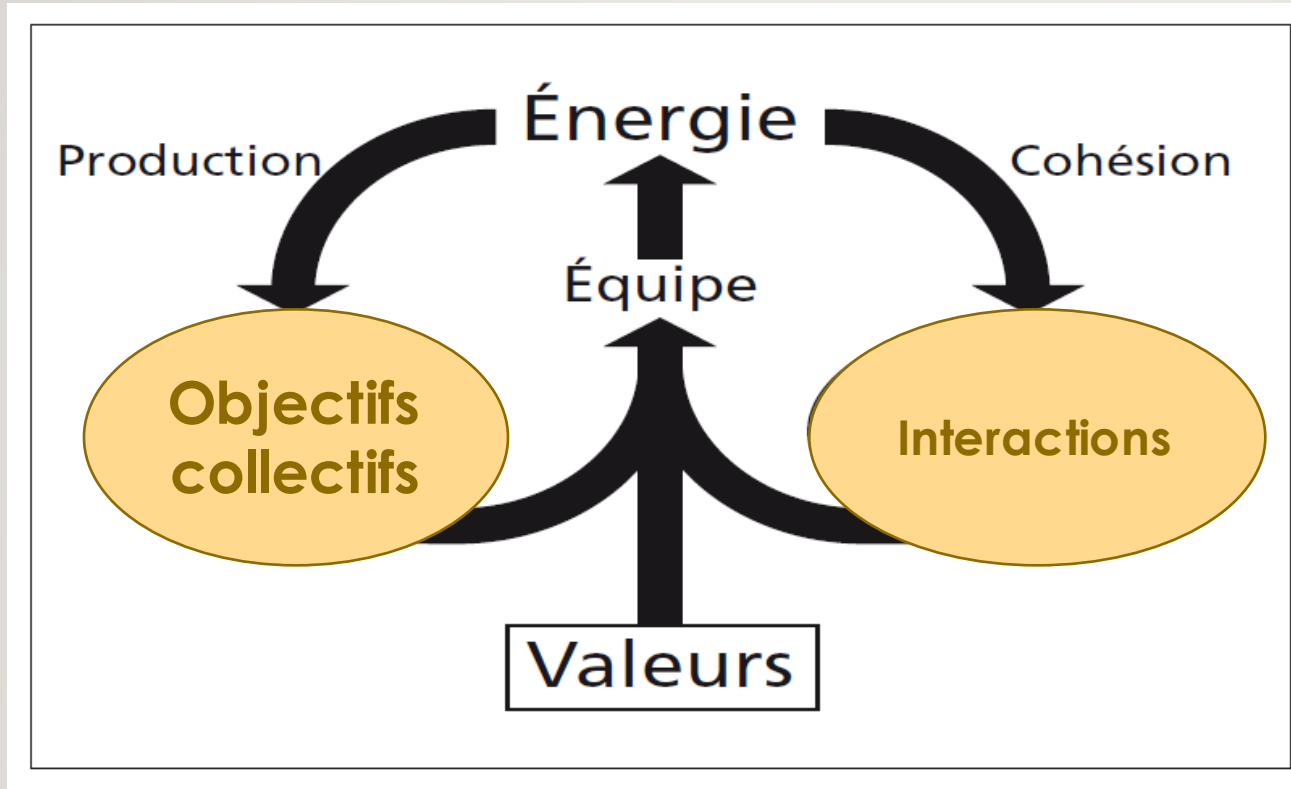 Énergie
Production
Cohésion
Équipe
Objectifs
collectifs
Interactions
Valeurs